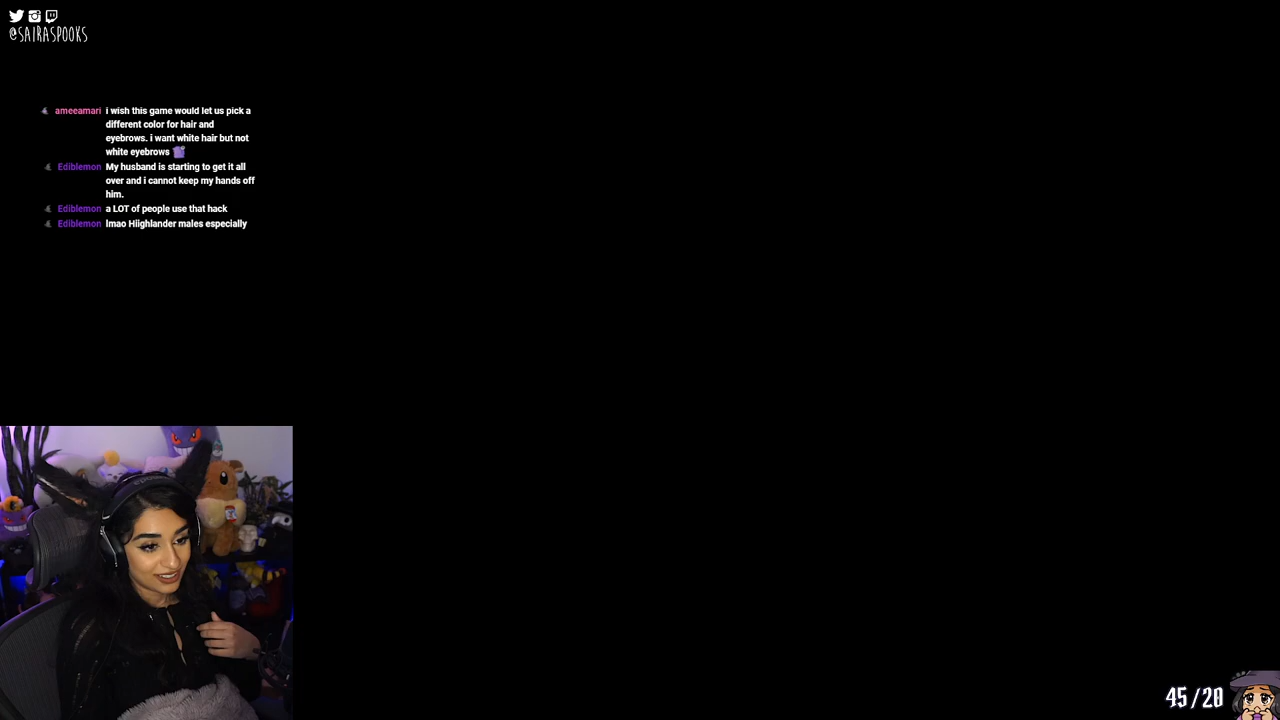 @SAIRASPOOKS
ameeamari i wish this game would let us pick a
different color for hair and
eyebrows. i want white hair but not
white eyebrows
Ediblemon My husband is starting to get it all
over and i cannot keep my hands off
him.
Ediblemon a LOT of people use that hack
Ediblemon lmao Hiighlander males especially
45/20